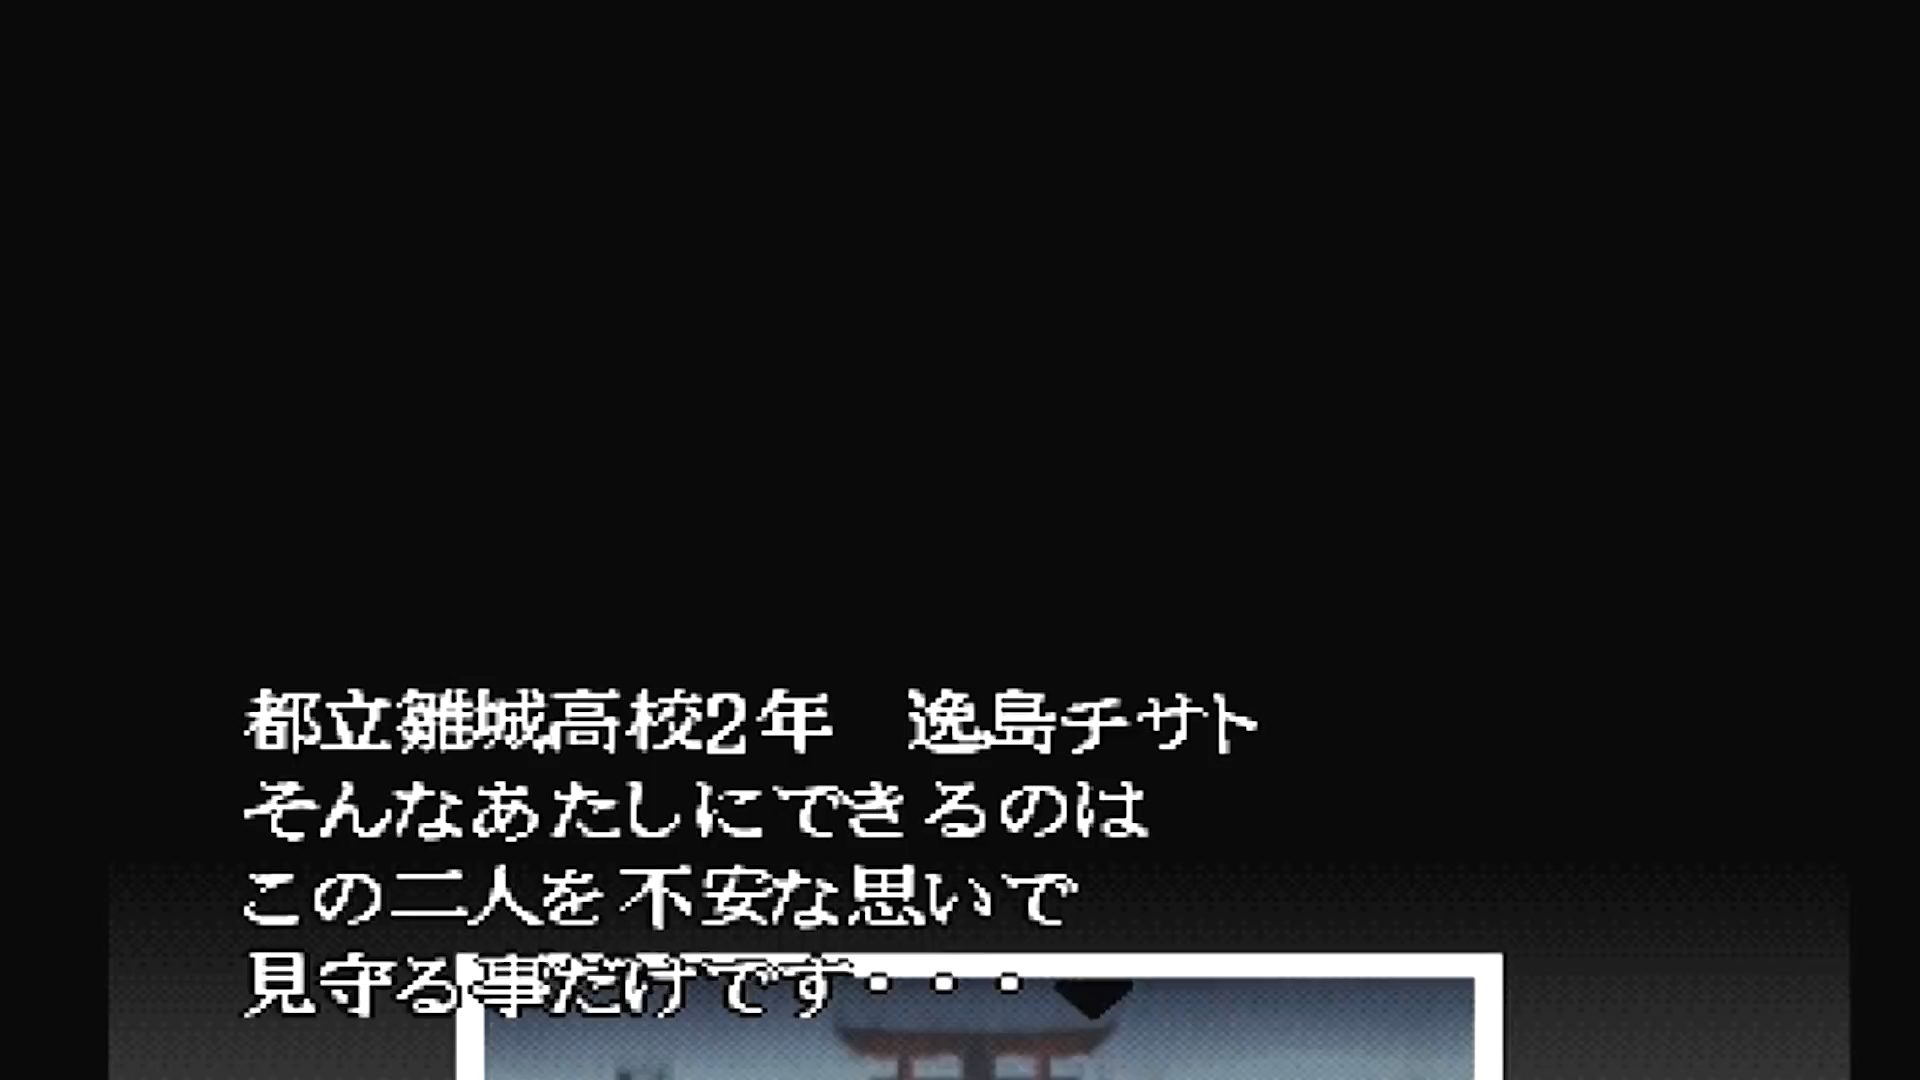 都立雛城高校2年　逸島チサト
そんなあたしにできるのは
この二人を不安な思いで
見守る事だけです・・・